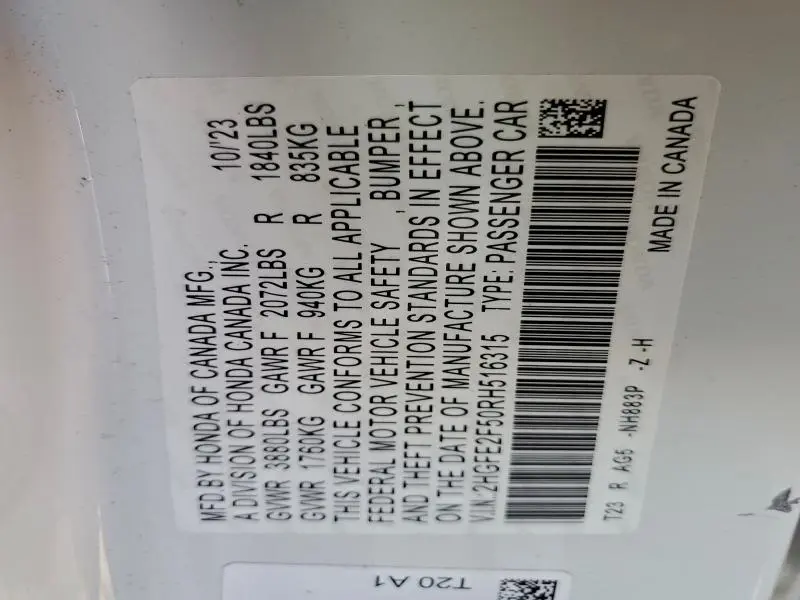 MFD BY HONDA OF CANADA MFG., 10/'23
A DIVISION OF HONDA CANADA INC.
GVWR 3880LBS GAWR F 2072LBS R 1840LBS
GVWR 1760KG GAWR F 940KG R 835KG
THIS VEHICLE CONFORMS TO ALL APPLICABLE
FEDERAL MOTOR VEHICLE SAFETY , BUMPER ,
AND THEFT PREVENTION STANDARDS IN EFFECT
ON THE DATE OF MANUFACTURE SHOWN ABOVE.
V.I.N.:2HGFE2F50RH516315 TYPE: PASSENGER CAR
T23 R AG5 -NH883P -Z -H
MADE IN CANADA
T20 A1